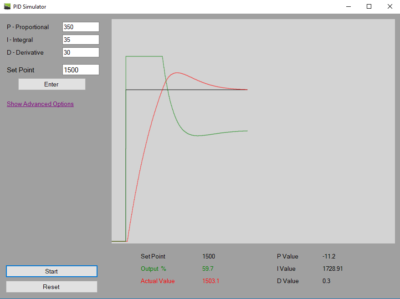 PID Simulator
P - Proportional 350
I - Integral 35
D - Derivative 30
Set Point 1500
Enter
Show Advanced Options
Start
Reset
Set Point 1500 P Value -11.2
Output % 59.7 I Value 1728.91
Actual Value 1503.1 D Value 0.3